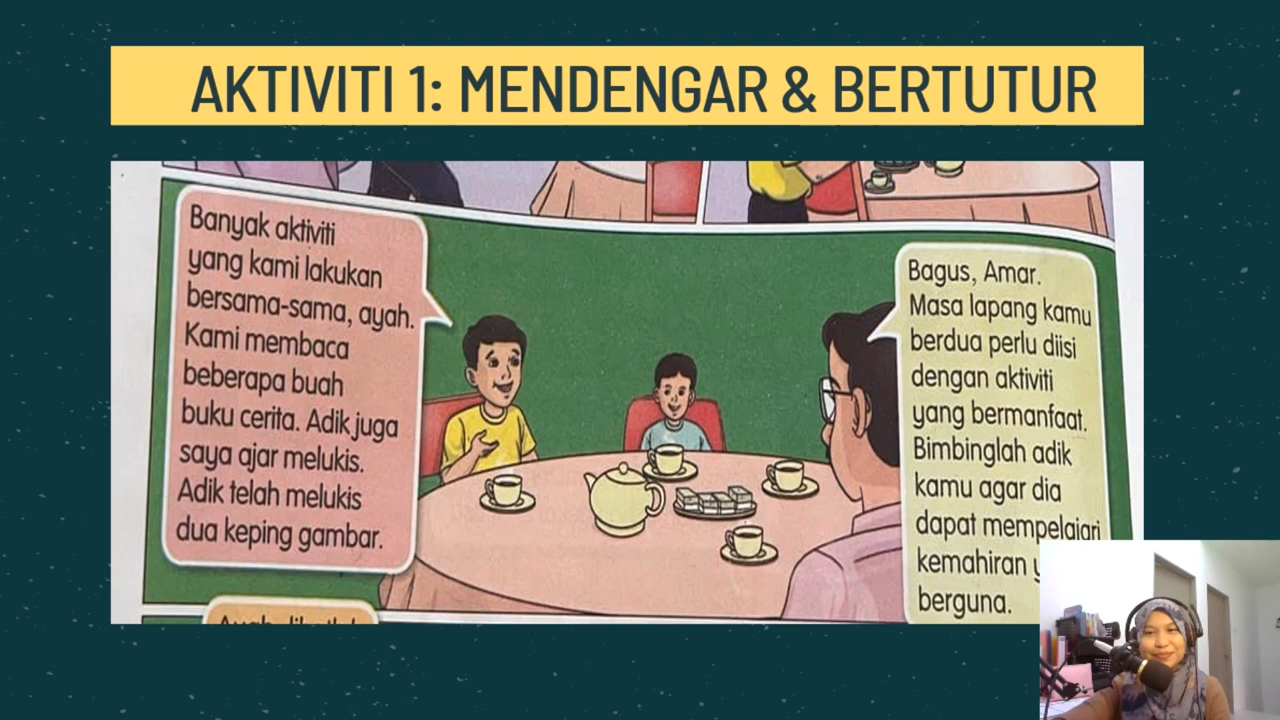 AKTIVITI 1: MENDENGAR & BERTUTUR
Banyak aktiviti
yang kami lakukan
bersama-sama, ayah.
Kami membaca
beberapa buah
buku cerita. Adik juga
saya ajar melukis.
Adik telah melukis
dua keping gambar.
Bagus, Amar.
Masa lapang kamu
berdua perlu diisi
dengan aktiviti
yang bermanfaat.
Bimbinglah adik
kamu agar dia
dapat mempelajari
kemahiran
berguna.